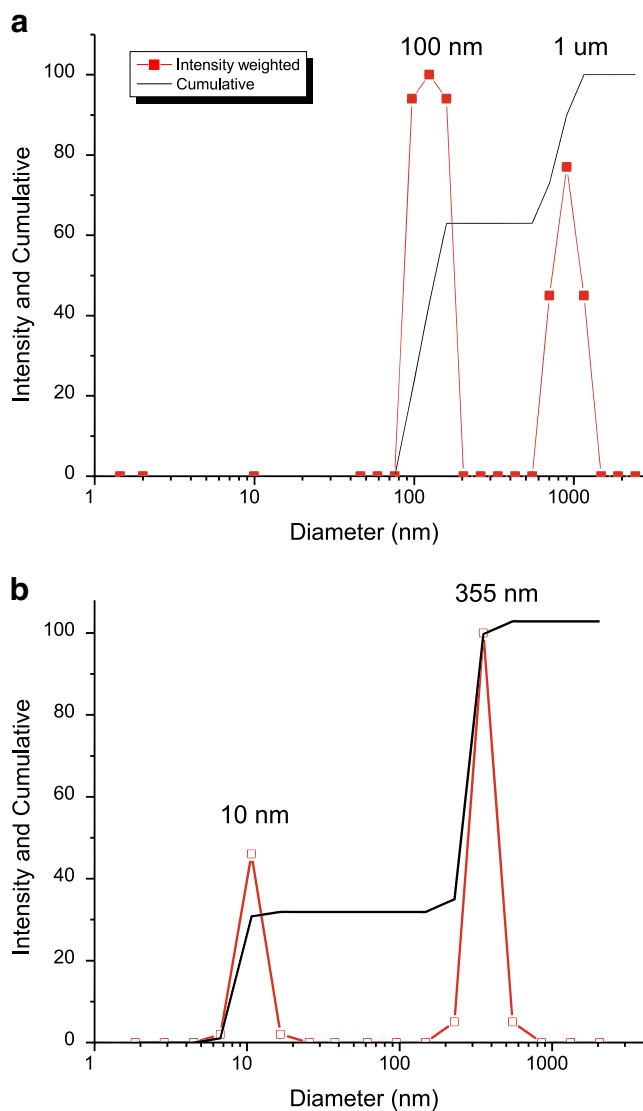 a
100 nm
1 um
Intensity weighted
Cumulative
100
80
60
40
20
0
Intensity and Cumulative
1
10
100
1000
Diameter (nm)
b
355 nm
10 nm
100
80
60
40
20
0
Intensity and Cumulative
1
10
100
1000
Diameter (nm)